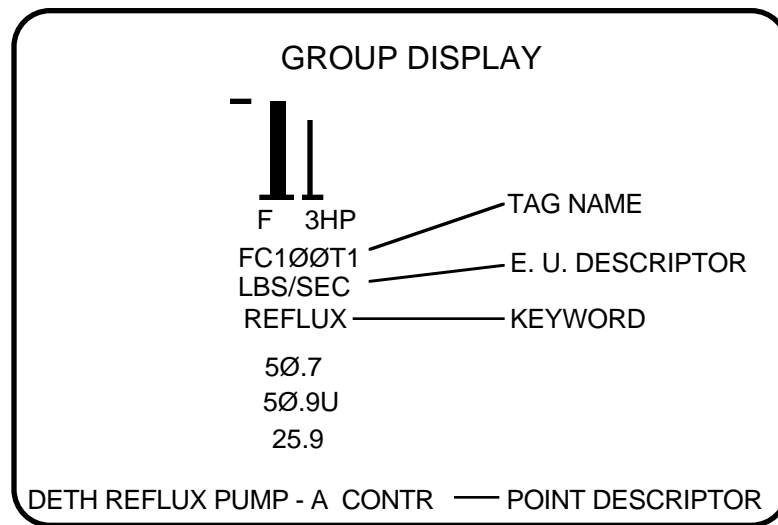 GROUP DISPLAY
F 3HP
TAG NAME
FC1ØØT1
E. U. DESCRIPTOR
LBS/SEC
REFLUX KEYWORD
5Ø.7
5Ø.9U
25.9
DETH REFLUX PUMP - A CONTR POINT DESCRIPTOR